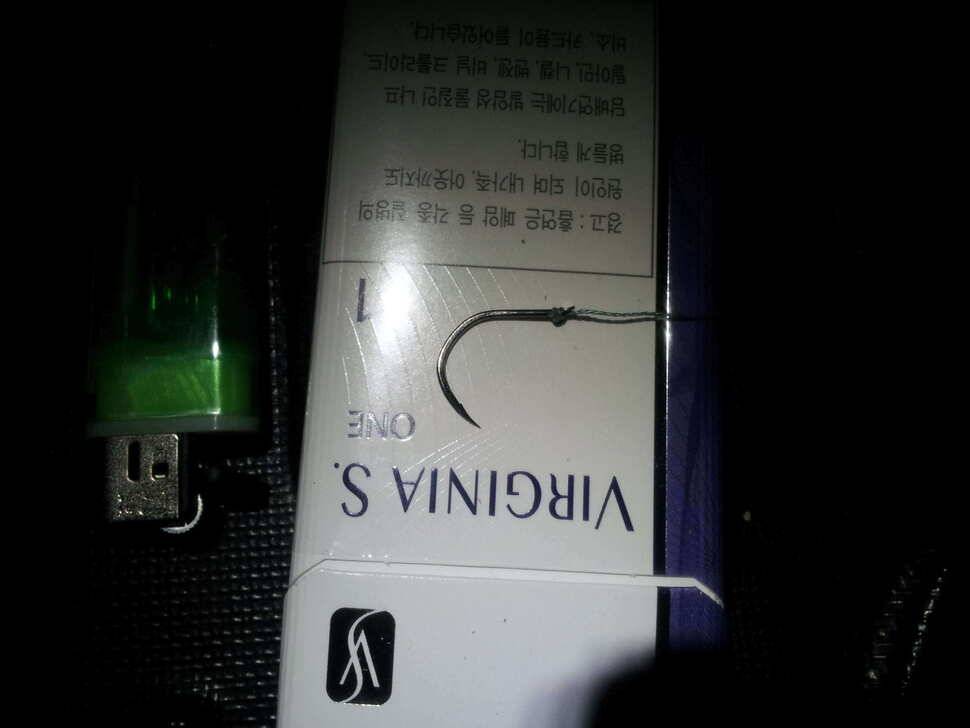 VS
VIRGINIA S.
ONE
1
경고 : 흡연은 폐암 등 각종 질병의
원인이 되며 내가족, 이웃까지도
병들게 합니다.
담배연기에는 발암성 물질인 나프
틸아민, 니켈, 벤젠, 비닐 크롤라이드,
비소, 카드뮴이 들어있습니다.